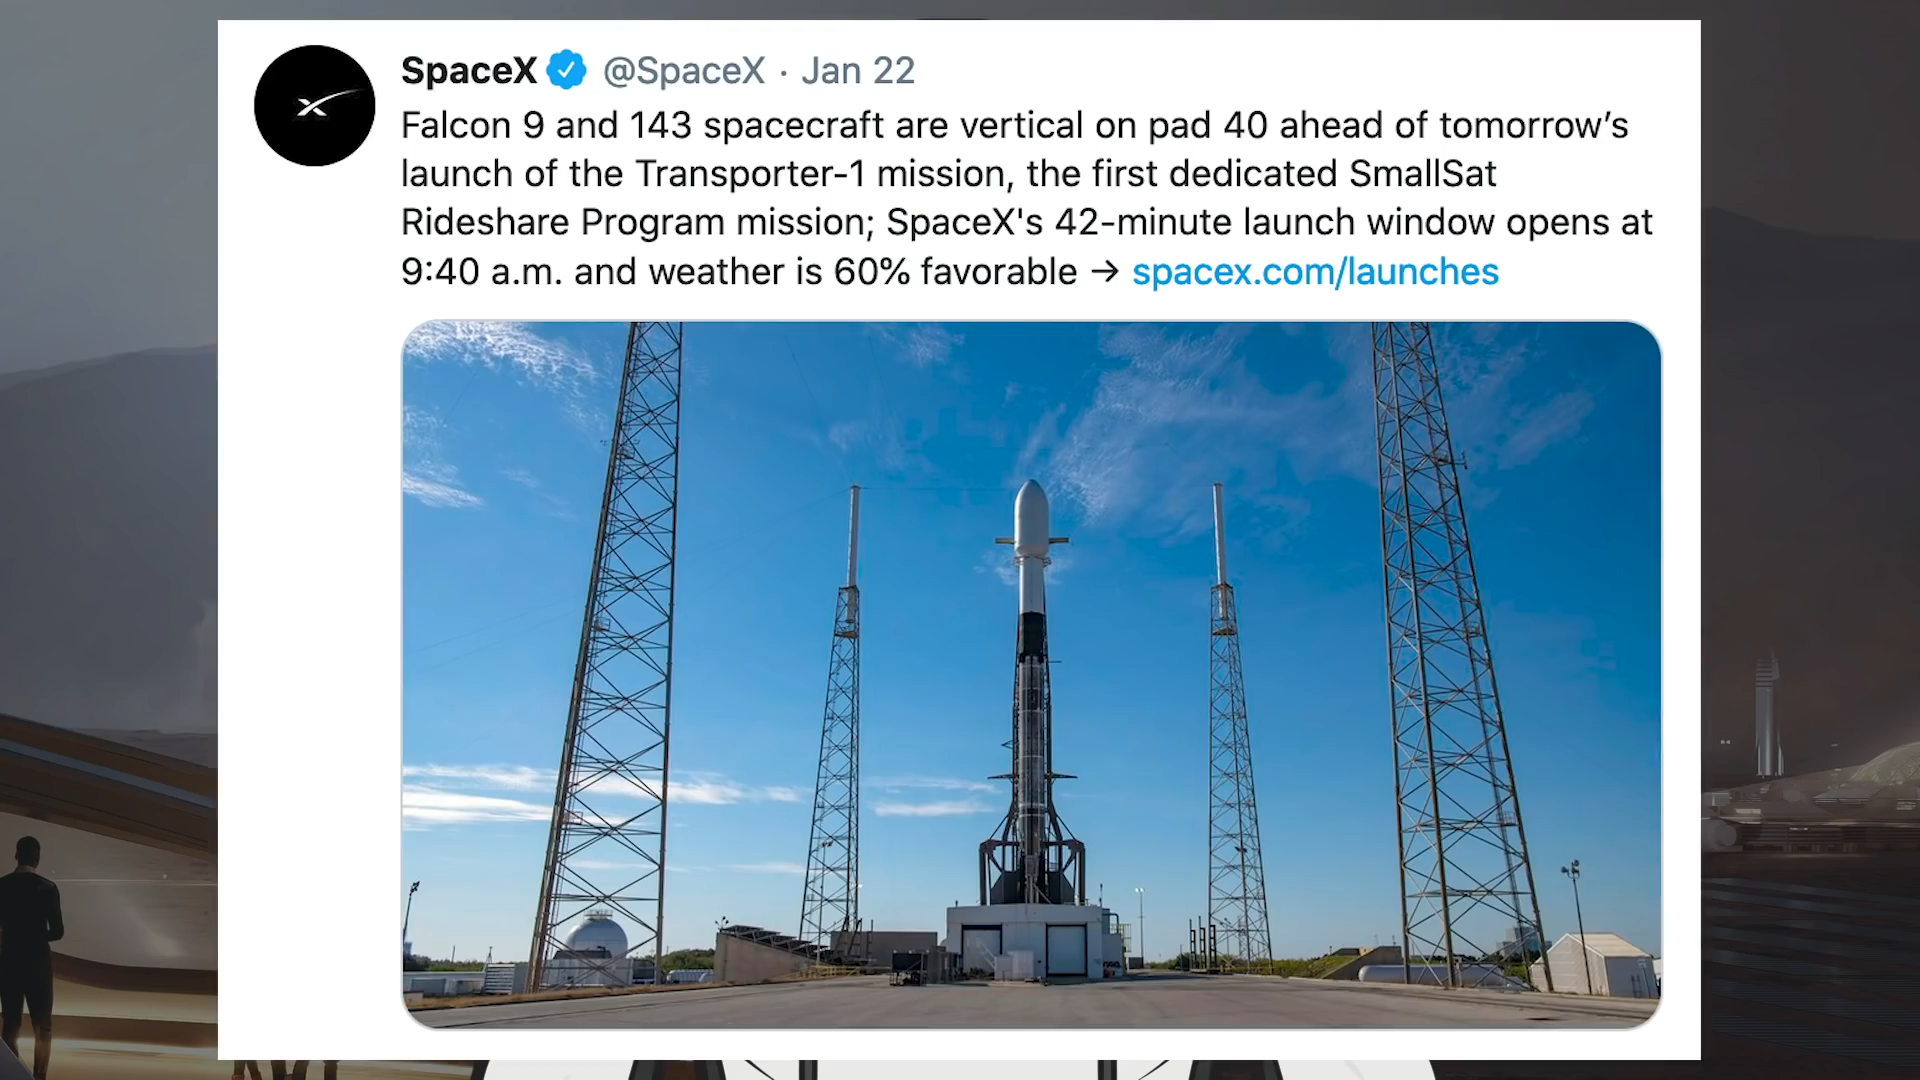 SpaceX @SpaceX · Jan 22
Falcon 9 and 143 spacecraft are vertical on pad 40 ahead of tomorrow’s
launch of the Transporter-1 mission, the first dedicated SmallSat
Rideshare Program mission; SpaceX's 42-minute launch window opens at
9:40 a.m. and weather is 60% favorable → spacex.com/launches